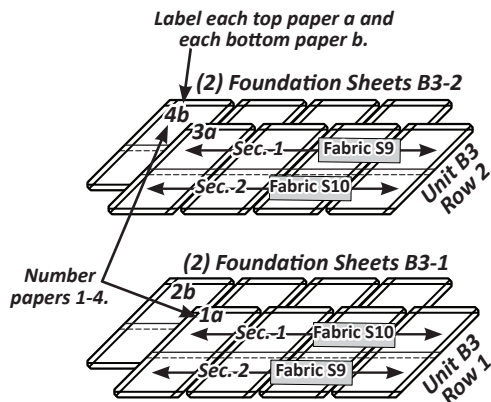 Label each top paper a and
each bottom paper b.
(2) Foundation Sheets B3-2
4b
3a
Sec.-1 Fabric S9
Sec.-2 Fabric S10
Unit B3
Row 2
Number
papers 1-4.
(2) Foundation Sheets B3-1
2b
1a
Sec.-1 Fabric S10
Sec.-2 Fabric S9
Unit B3
Row 1